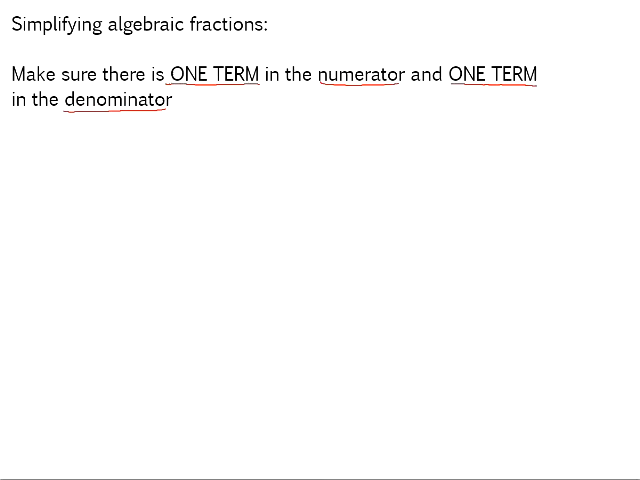 Simplifying algebraic fractions:
Make sure there is ONE TERM in the numerator and ONE TERM
in the denominator